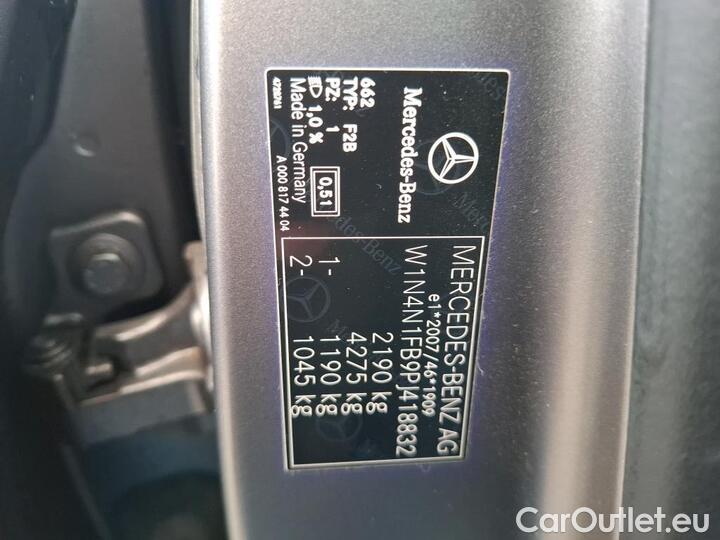 Mercedes-Benz
662
TYP: F2B
PZ: 1
1,0 %
0,51
Made in Germany
4728761
A 000 817 44 04
MERCEDES-BENZ AG
e1*2007/46*1909
W1N4N1FB9PJ418832
2190 kg
4275 kg
1- 1190 kg
2- 1045 kg
CarOutlet.eu